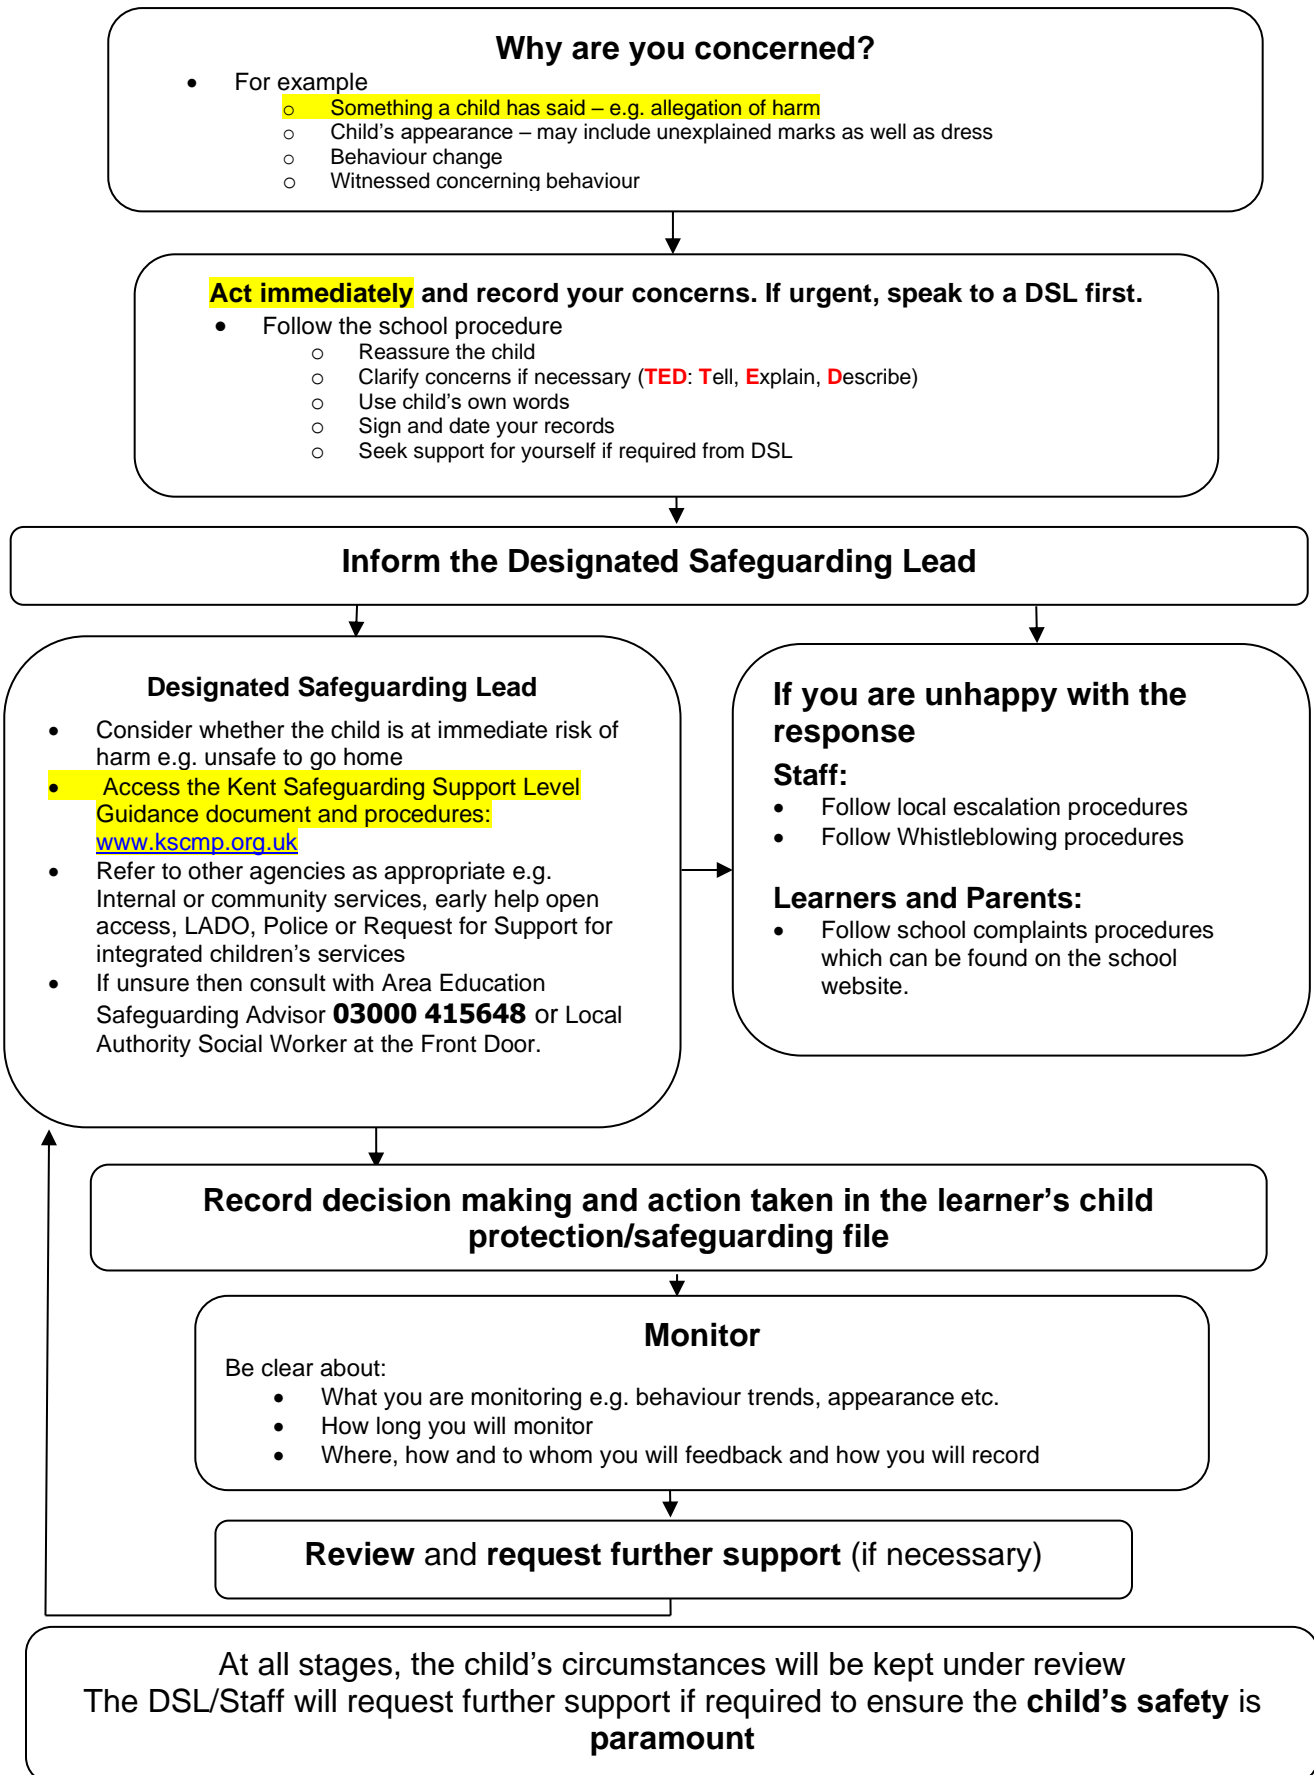 Why are you concerned?
• For example
o Something a child has said – e.g. allegation of harm
o Child's appearance – may include unexplained marks as well as dress
o Behaviour change
o Witnessed concerning behaviour
Act immediately and record your concerns. If urgent, speak to a DSL first.
• Follow the school procedure
o Reassure the child
o Clarify concerns if necessary (TED: Tell, Explain, Describe)
o Use child's own words
o Sign and date your records
o Seek support for yourself if required from DSL
Inform the Designated Safeguarding Lead
Designated Safeguarding Lead
• Consider whether the child is at immediate risk of
harm e.g. unsafe to go home
• Access the Kent Safeguarding Support Level
Guidance document and procedures:
www.kscmp.org.uk
• Refer to other agencies as appropriate e.g.
Internal or community services, early help open
access, LADO, Police or Request for Support for
integrated children's services
• If unsure then consult with Area Education
Safeguarding Advisor 03000 415648 or Local
Authority Social Worker at the Front Door.
If you are unhappy with the
response
Staff:
• Follow local escalation procedures
• Follow Whistleblowing procedures
Learners and Parents:
• Follow school complaints procedures
which can be found on the school
website.
Record decision making and action taken in the learner's child
protection/safeguarding file
Monitor
Be clear about:
• What you are monitoring e.g. behaviour trends, appearance etc.
• How long you will monitor
• Where, how and to whom you will feedback and how you will record
Review and request further support (if necessary)
At all stages, the child's circumstances will be kept under review
The DSL/Staff will request further support if required to ensure the child's safety is
paramount